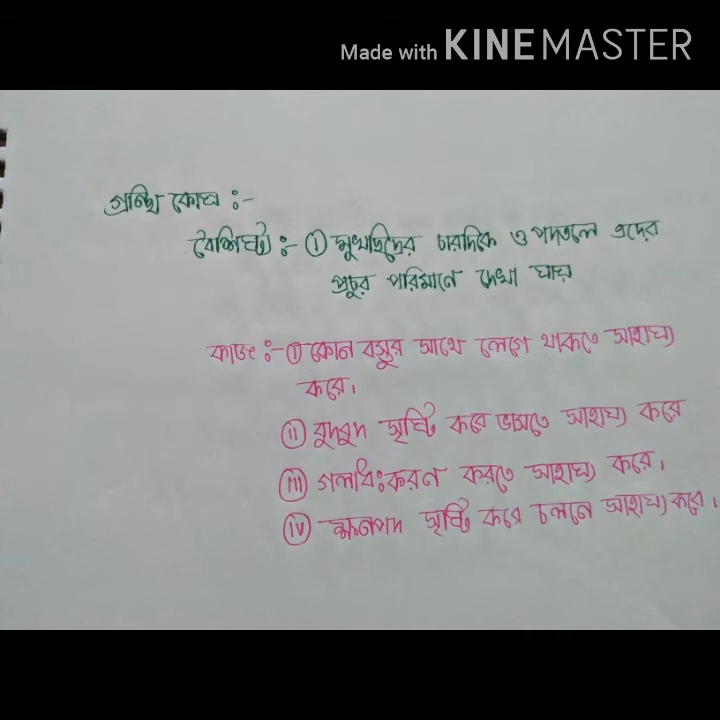 Made with KINEMASTER
গ্রন্থি কোষ :-
বৈশিষ্ট্য :- ① মুখছিদ্রের চারদিকে ও পদতলে এদের
প্রচুর পরিমানে দেখা যায়
কাজ :- ① কোন বস্তুর সাথে লেগে থাকতে সাহায্য
করে।
ⅱ বুদবুদ সৃষ্টি করে ভাসতে সাহায্য করে
ⅲ গলাধঃকরণ করতে সাহায্য করে।
ⅳ ক্ষনপদ সৃষ্টি করে চলনে সাহায্য করে।